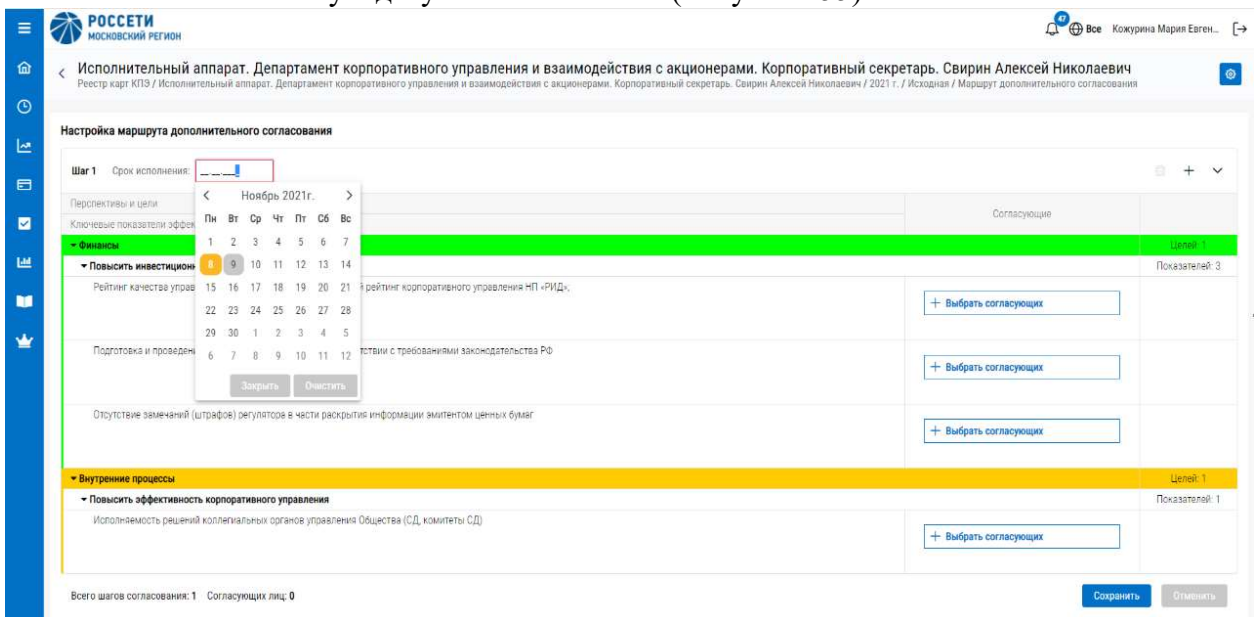 РОССЕТИ
МОСКОВСКИЙ РЕГИОН
47
Все Кожурина Мария Евген...
Исполнительный аппарат. Департамент корпоративного управления и взаимодействия с акционерами. Корпоративный секретарь. Свирин Алексей Николаевич
Реестр карт КПЭ / Исполнительный аппарат. Департамент корпоративного управления и взаимодействия с акционерами. Корпоративный секретарь. Свирин Алексей Николаевич / 2021 г. / Исходная / Маршрут дополнительного согласования
Настройка маршрута дополнительного согласования
Шаг 1 Срок исполнения: __.__.____
Перспективы и цели
Согласующие
Ключевые показатели эффек
Ноябрь 2021г.
Пн Вт Ср Чт Пт Сб Вс
1 2 3 4 5 6 7
8 9 10 11 12 13 14
15 16 17 18 19 20 21
22 23 24 25 26 27 28
29 30 1 2 3 4 5
6 7 8 9 10 11 12
Закрыть Очистить
Финансы Целей: 1
Повысить инвестицион Показателей: 3
Рейтинг качества управ й рейтинг корпоративного управления НП «РИД»;
+ Выбрать согласующих
Подготовка и проведен тствии с требованиями законодательства РФ
+ Выбрать согласующих
Отсутствие замечаний (штрафов) регулятора в части раскрытия информации эмитентом ценных бумаг
+ Выбрать согласующих
Внутренние процессы Целей: 1
Повысить эффективность корпоративного управления Показателей: 1
Исполняемость решений коллегиальных органов управления Общества (СД, комитеты СД)
+ Выбрать согласующих
Всего шагов согласования: 1 Согласующих лиц: 0
Сохранить Отменить